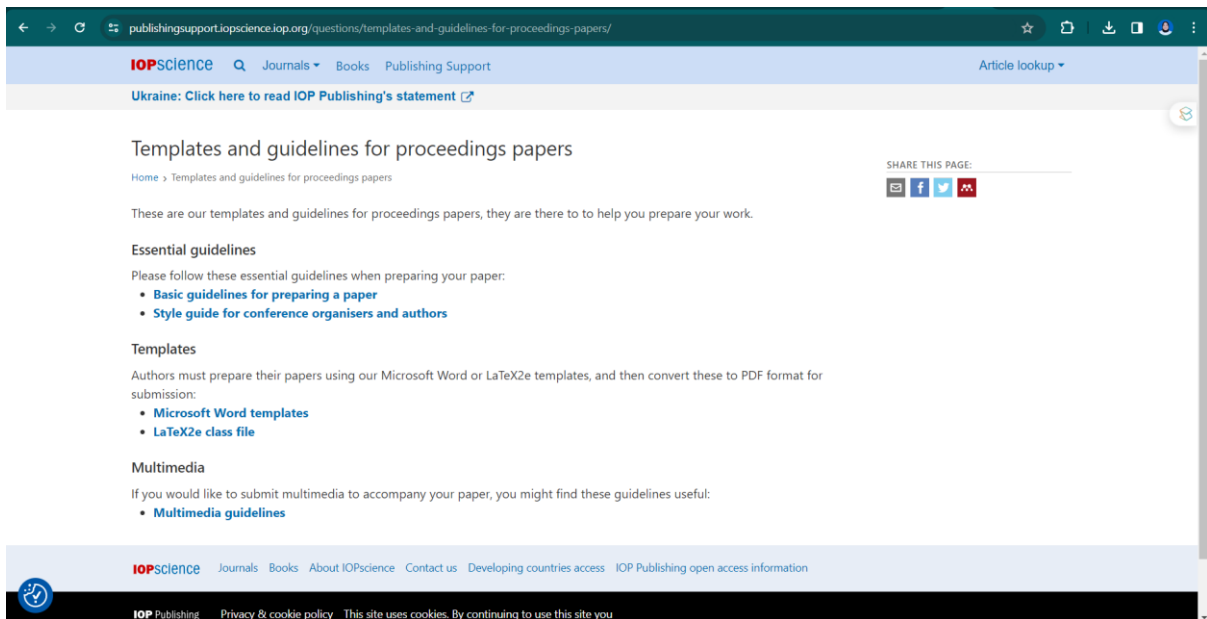 publishingsupport.iopscience.iop.org/questions/templates-and-guidelines-for-proceedings-papers/
IOPSCIENCE Journals Books Publishing Support Article lookup
Ukraine: Click here to read IOP Publishing's statement
Templates and guidelines for proceedings papers
Home › Templates and guidelines for proceedings papers
SHARE THIS PAGE:
These are our templates and guidelines for proceedings papers, they are there to to help you prepare your work.
Essential guidelines
Please follow these essential guidelines when preparing your paper:
• Basic guidelines for preparing a paper
• Style guide for conference organisers and authors
Templates
Authors must prepare their papers using our Microsoft Word or LaTeX2e templates, and then convert these to PDF format for
submission:
• Microsoft Word templates
• LaTeX2e class file
Multimedia
If you would like to submit multimedia to accompany your paper, you might find these guidelines useful:
• Multimedia guidelines
IOPSCIENCE Journals Books About IOPscience Contact us Developing countries access IOP Publishing open access information
IOP Publishing Privacy & cookie policy This site uses cookies. By continuing to use this site you